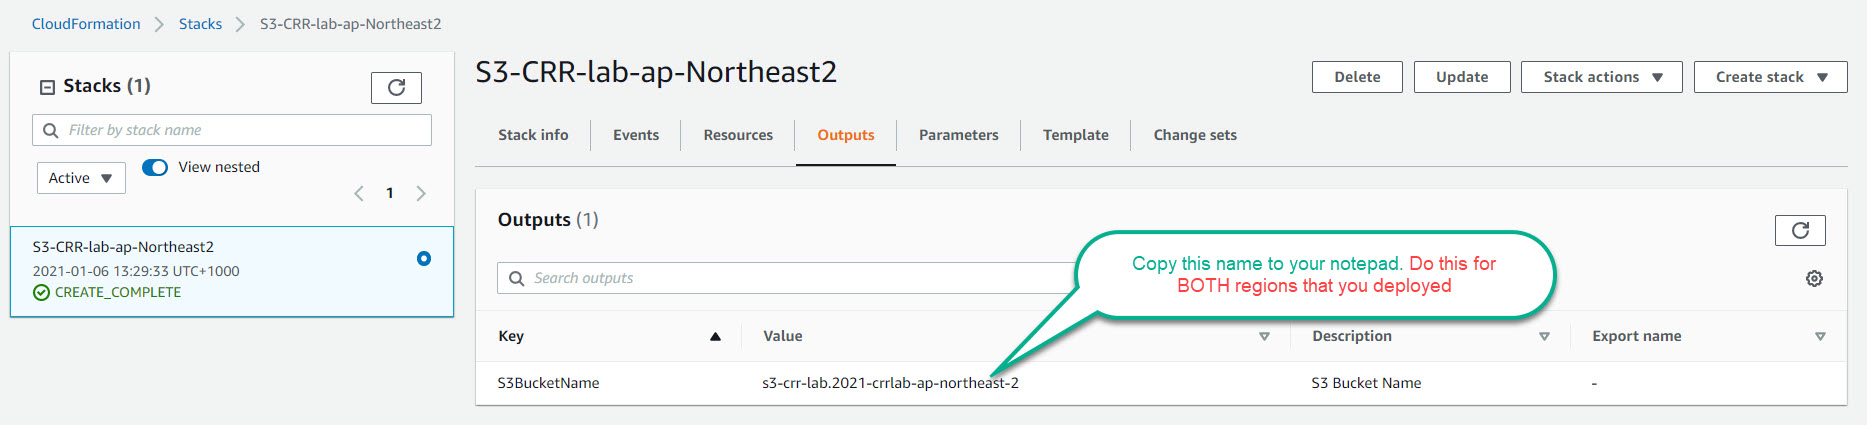 CloudFormation > Stacks > S3-CRR-lab-ap-Northeast2
Stacks (1)
Filter by stack name
Active
View nested
1
S3-CRR-lab-ap-Northeast2
2021-01-06 13:29:33 UTC+1000
CREATE_COMPLETE
S3-CRR-lab-ap-Northeast2
Delete
Update
Stack actions
Create stack
Stack info
Events
Resources
Outputs
Parameters
Template
Change sets
Outputs (1)
Search outputs
Copy this name to your notepad. Do this for
BOTH regions that you deployed
Key
Value
Description
Export name
S3BucketName
s3-crr-lab.2021-crrlab-ap-northeast-2
S3 Bucket Name
-